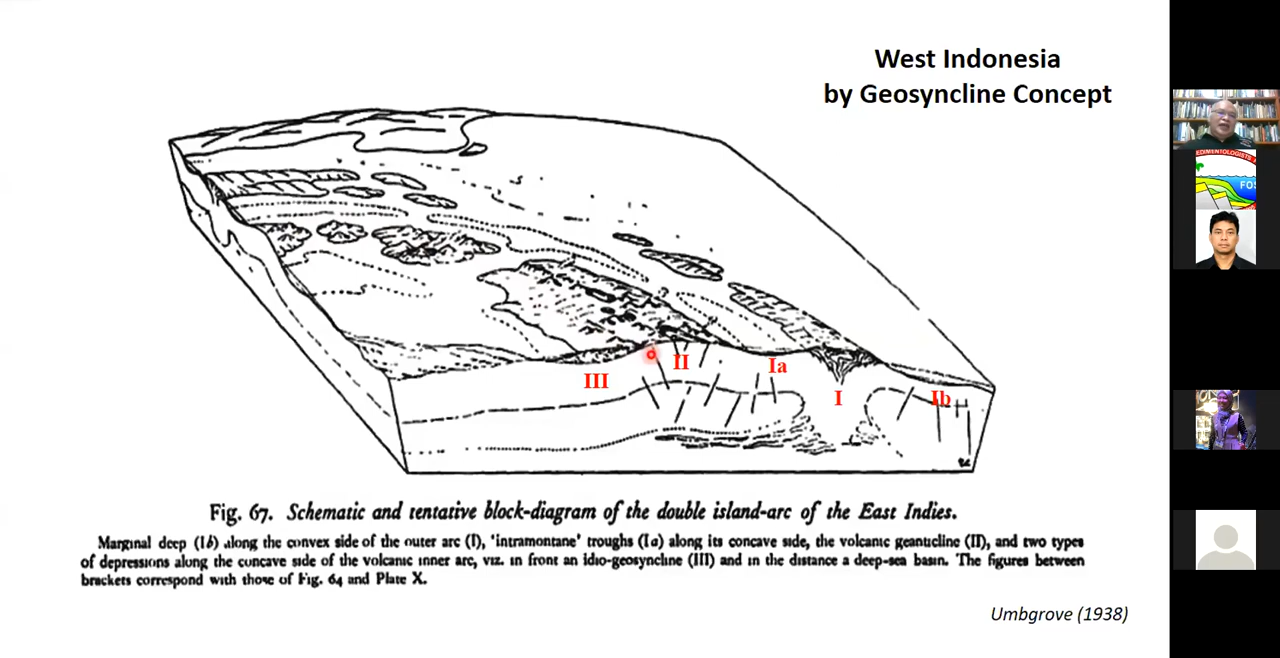 West Indonesia
by Geosyncline Concept
III
II
Ia
I
Ib
Fig. 67. Schematic and tentative block-diagram of the double island-arc of the East Indies.
Marginal deep (Ib) along the convex side of the outer arc (I), 'intramontane' troughs (Ia) along its concave side, the volcanic geanticline (II), and two types
of depressions along the concave side of the volcanic inner arc, viz. in front an idio-geosyncline (III) and in the distance a deep-sea basin. The figures between
brackets correspond with those of Fig. 64 and Plate X.
Umbgrove (1938)
EDIMENTOLOGISTS
FO